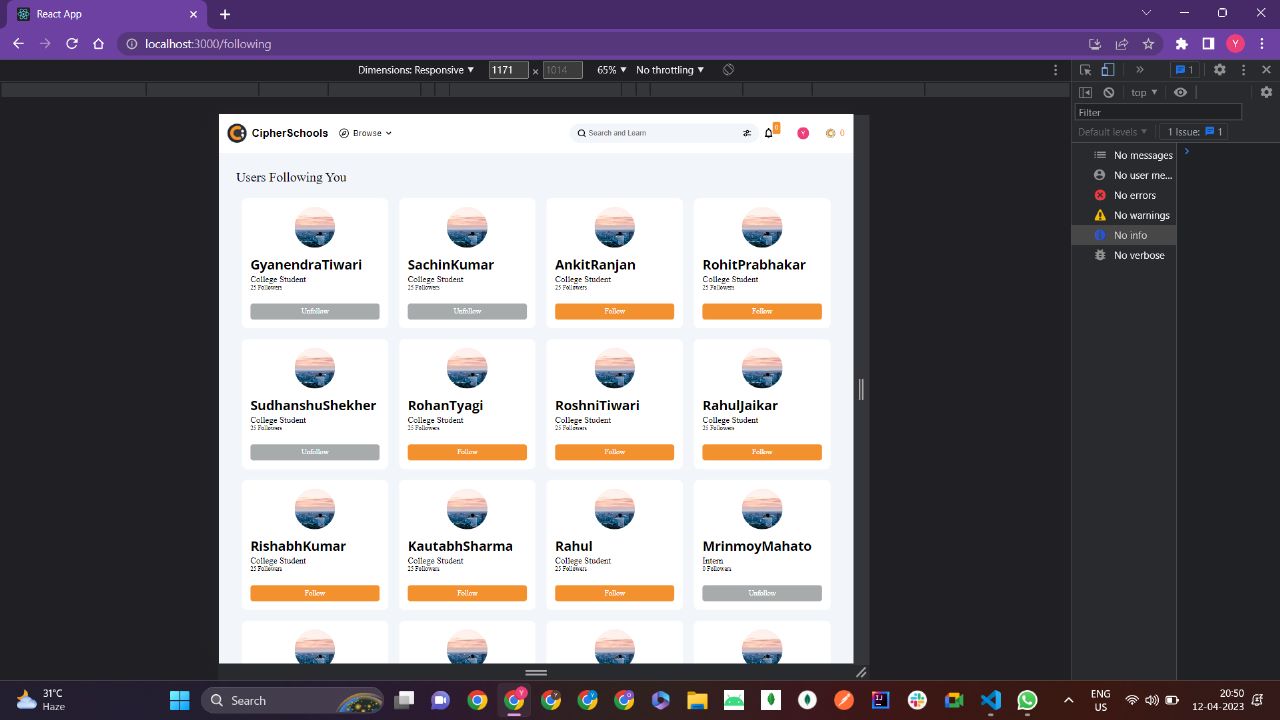 React App
localhost:3000/following
Y
Dimensions: Responsive 1171 × 1014 65% No throttling
1
top
Filter
Default levels 1 Issue: 1
No messages
No user me...
No errors
No warnings
No info
No verbose
CipherSchools Browse Search and Learn 0 Y 0
Users Following You
GyanendraTiwari SachinKumar AnkitRanjan RohitPrabhakar
College Student College Student College Student College Student
25 Followers 25 Followers 25 Followers 25 Followers
Unfollow Unfollow Follow Follow
SudhanshuShekher RohanTyagi RoshniTiwari RahulJaikar
College Student College Student College Student College Student
25 Followers 25 Followers 25 Followers 25 Followers
Unfollow Follow Follow Follow
RishabhKumar KautabhSharma Rahul MrinmoyMahato
College Student College Student College Student Intern
25 Followers 25 Followers 25 Followers 0 Followers
Follow Follow Follow Unfollow
31°C
Haze
Search
ENG
US
20:50
12-04-2023